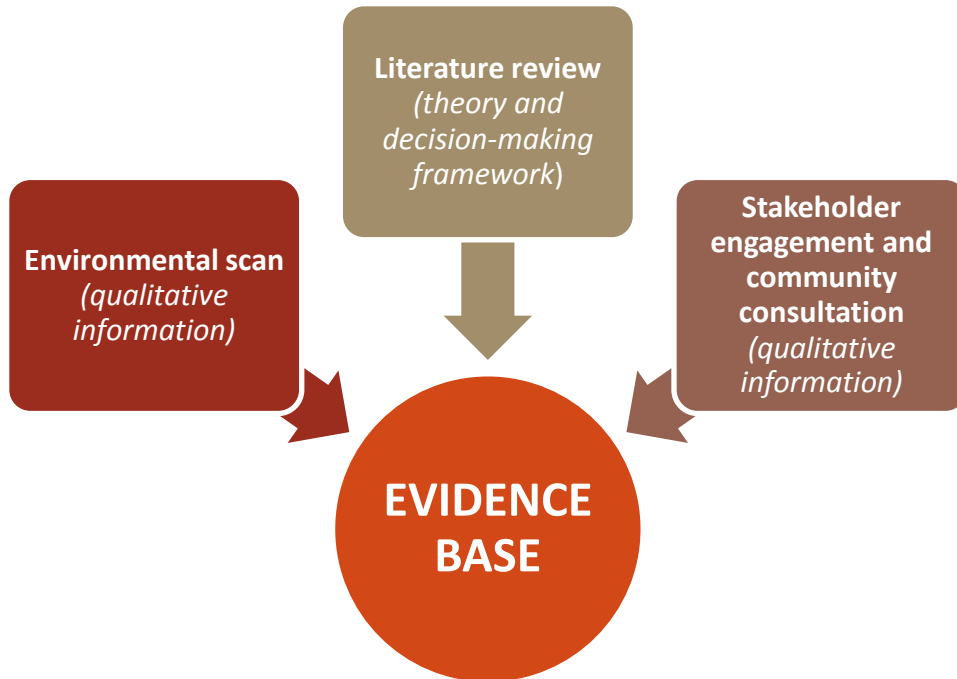 Literature review
(theory and
decision-making
framework)
Environmental scan
(qualitative
information)
Stakeholder
engagement and
community
consultation
(qualitative
information)
EVIDENCE
BASE